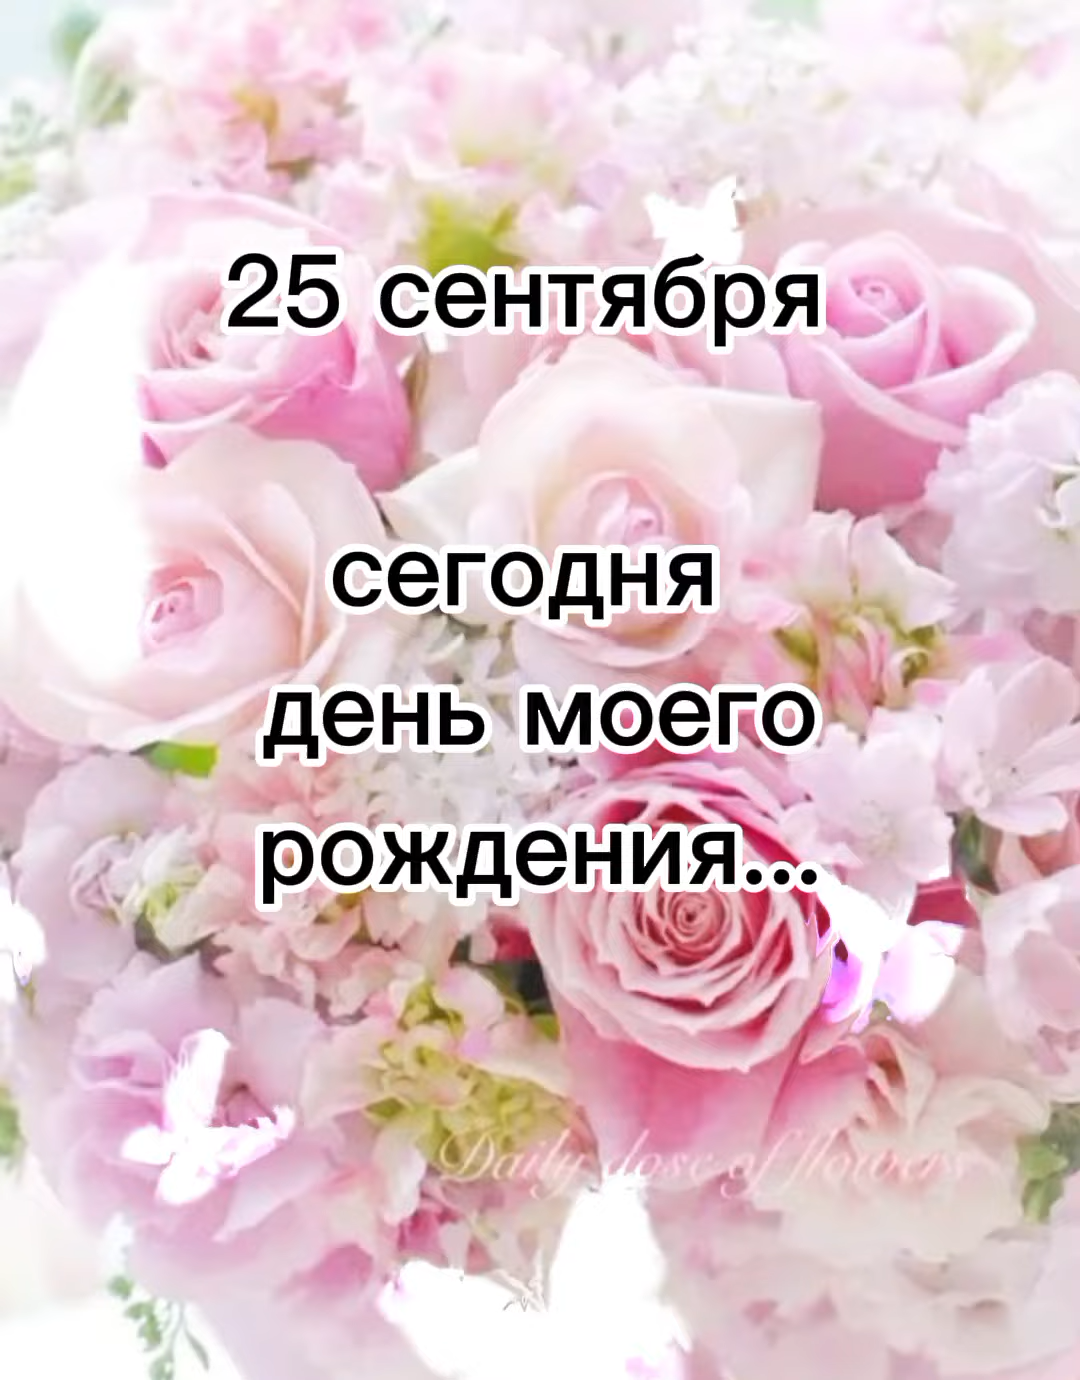 25 сентября
сегодня
день моего
рождения...
Daily dose of flowers